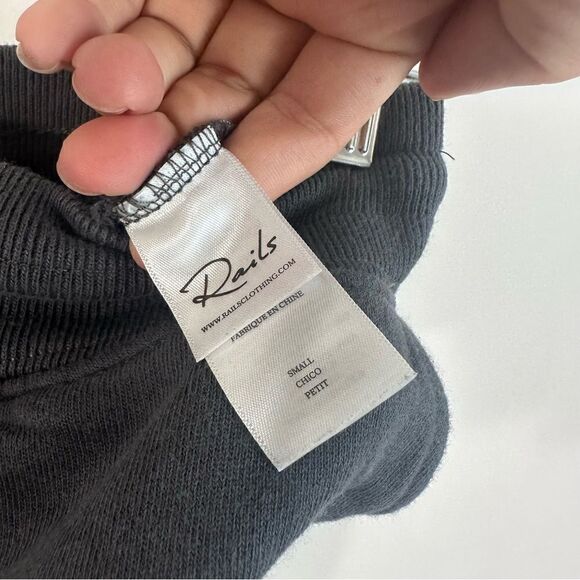 Rails
WWW.RAILSCLOTHING.COM
FABRIQUE EN CHINE
SMALL
CHICO
PETIT